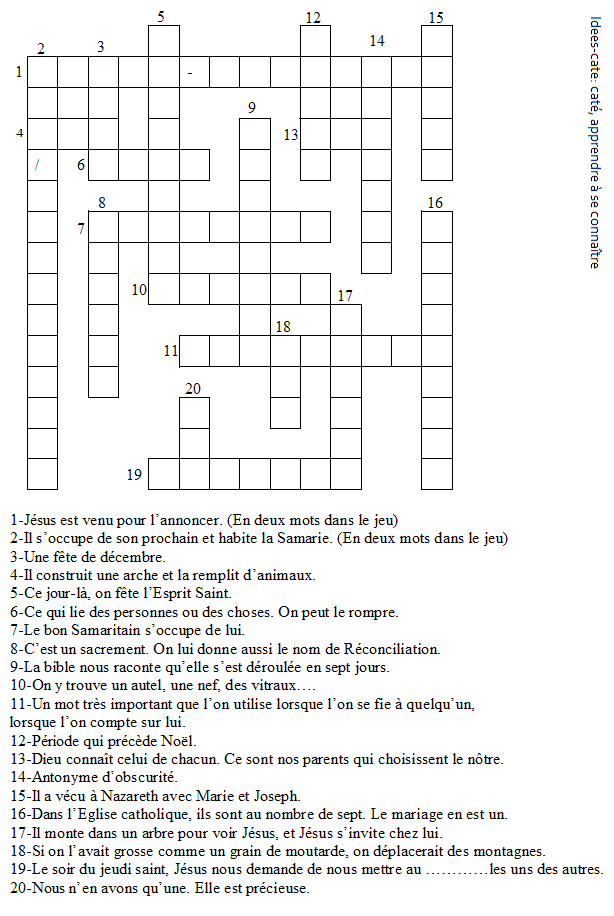 5 12 15
2 3 14
1 -
9
4 13
/ 6
8 16
7
10 17
18
11
20
19
Idees-cate: caté, apprendre à se connaître
1-Jésus est venu pour l’annoncer. (En deux mots dans le jeu)
2-Il s’occupe de son prochain et habite la Samarie. (En deux mots dans le jeu)
3-Une fête de décembre.
4-Il construit une arche et la remplit d’animaux.
5-Ce jour-là, on fête l’Esprit Saint.
6-Ce qui lie des personnes ou des choses. On peut le rompre.
7-Le bon Samaritain s’occupe de lui.
8-C’est un sacrement. On lui donne aussi le nom de Réconciliation.
9-La bible nous raconte qu’elle s’est déroulée en sept jours.
10-On y trouve un autel, une nef, des vitraux….
11-Un mot très important que l’on utilise lorsque l’on se fie à quelqu’un,
lorsque l’on compte sur lui.
12-Période qui précède Noël.
13-Dieu connaît celui de chacun. Ce sont nos parents qui choisissent le nôtre.
14-Antonyme d’obscurité.
15-Il a vécu à Nazareth avec Marie et Joseph.
16-Dans l’Eglise catholique, ils sont au nombre de sept. Le mariage en est un.
17-Il monte dans un arbre pour voir Jésus, et Jésus s’invite chez lui.
18-Si on l’avait grosse comme un grain de moutarde, on déplacerait des montagnes.
19-Le soir du jeudi saint, Jésus nous demande de nous mettre au …………les uns des autres.
20-Nous n’en avons qu’une. Elle est précieuse.